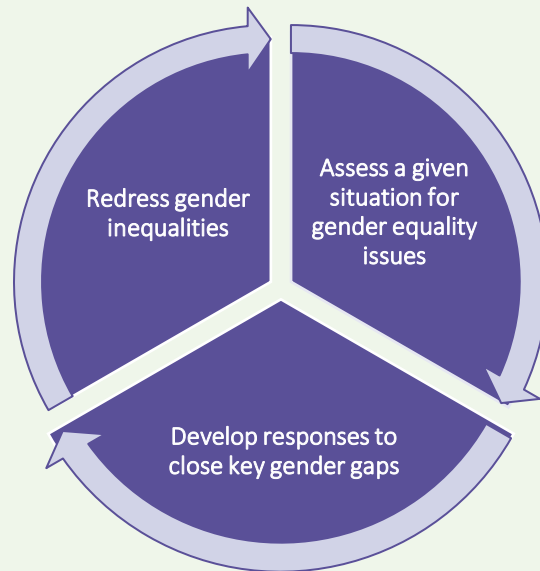 Assess a given
situation for
gender equality
issues
Develop responses to
close key gender gaps
Redress gender
inequalities